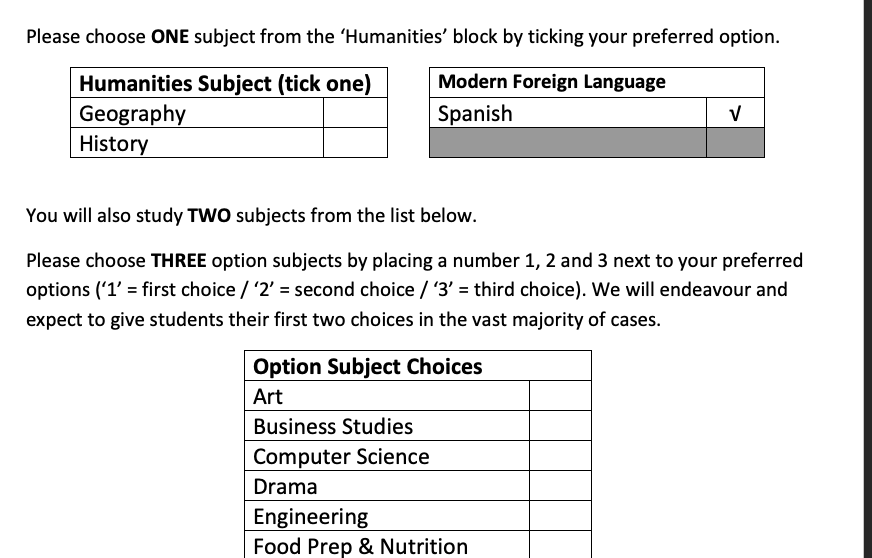 Please choose ONE subject from the ‘Humanities’ block by ticking your preferred option.
Humanities Subject (tick one)
Geography
History
Modern Foreign Language
Spanish √
You will also study TWO subjects from the list below.
Please choose THREE option subjects by placing a number 1, 2 and 3 next to your preferred
options (‘1’ = first choice / ‘2’ = second choice / ‘3’ = third choice). We will endeavour and
expect to give students their first two choices in the vast majority of cases.
Option Subject Choices
Art
Business Studies
Computer Science
Drama
Engineering
Food Prep & Nutrition